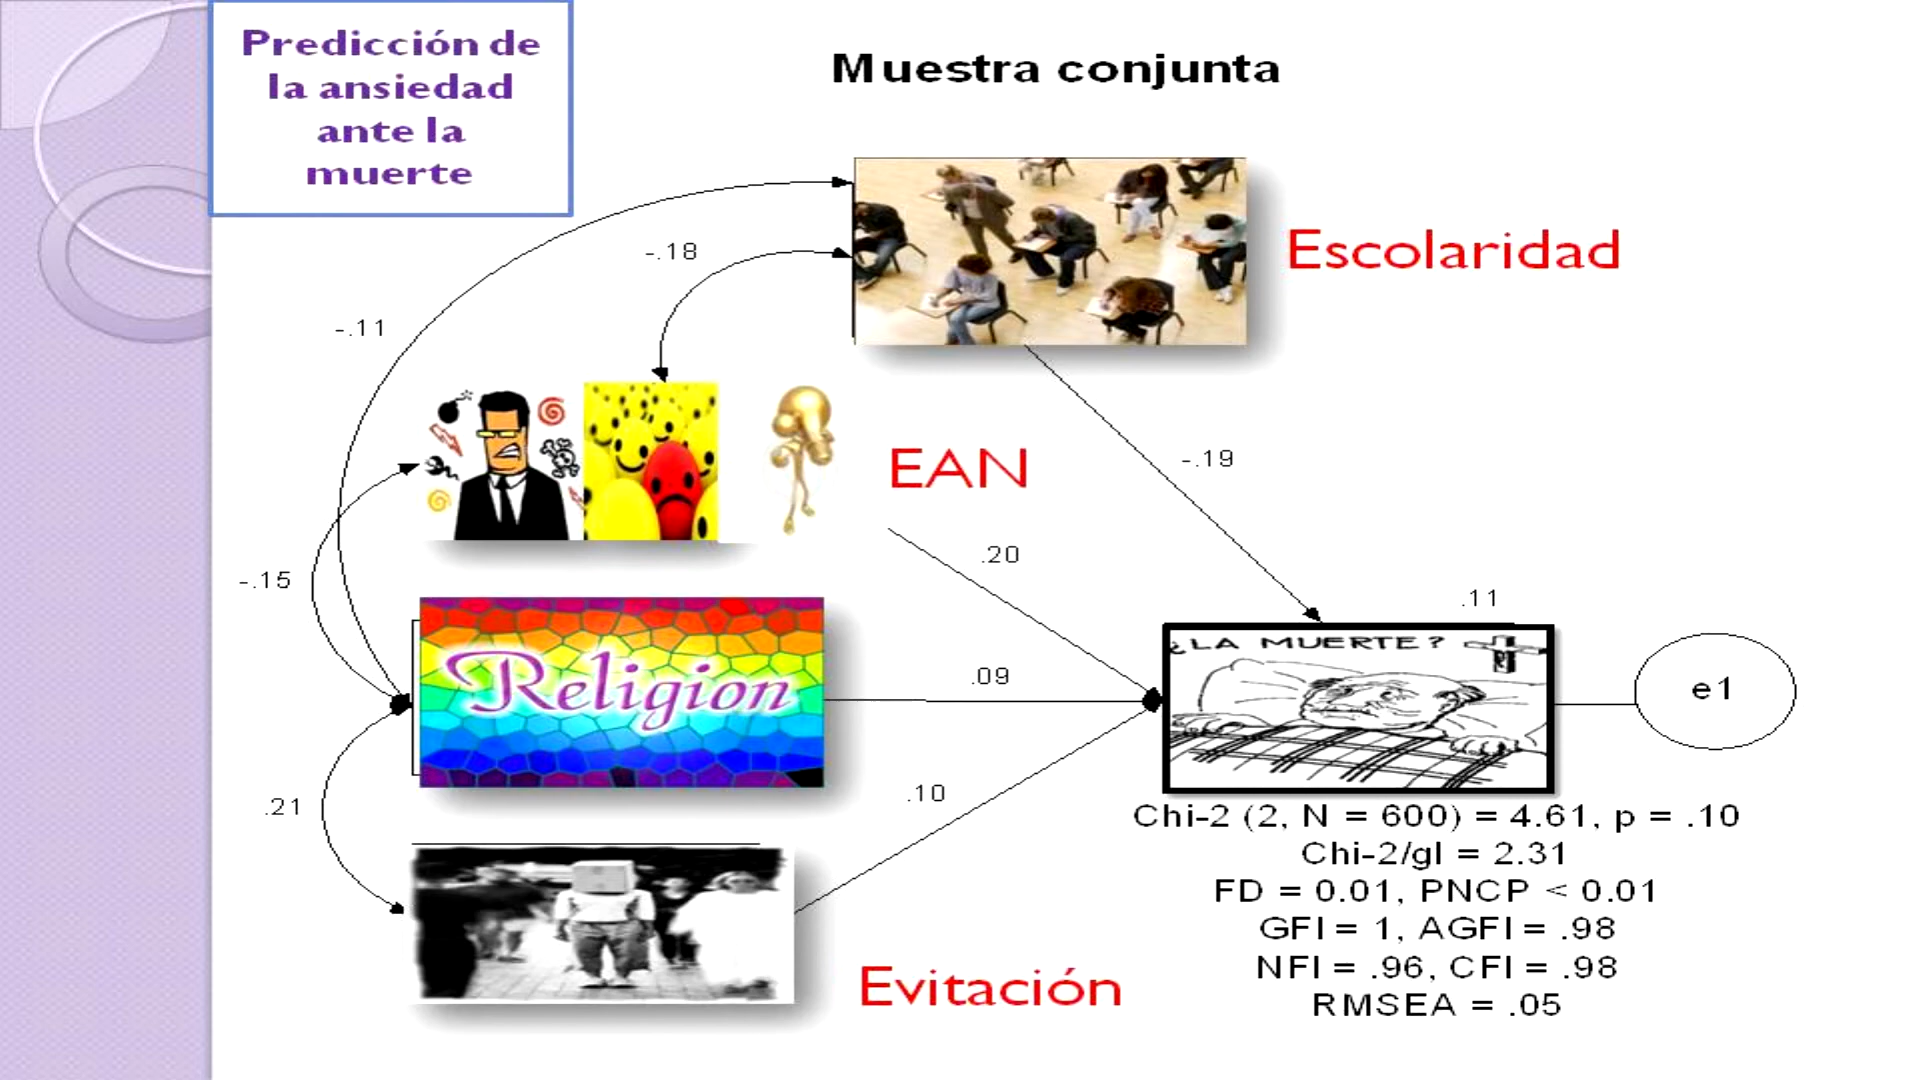 Predicción de
la ansiedad
ante la
muerte
Muestra conjunta
-.18
Escolaridad
-.11
EAN
-.19
.20
-.15
.11
¿LA MUERTE?
Religion
.09
e1
.10
.21
Chi-2 (2, N = 600) = 4.61, p = .10
Chi-2/gl = 2.31
FD = 0.01, PNCP < 0.01
GFI = 1, AGFI = .98
NFI = .96, CFI = .98
RMSEA = .05
Evitación